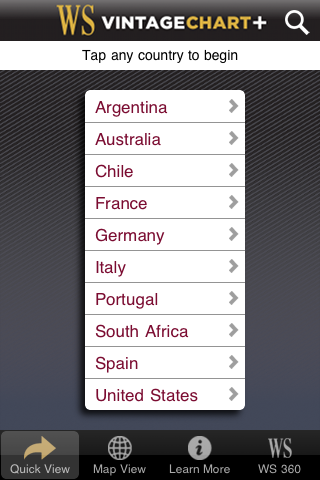 WS VINTAGECHART+
Tap any country to begin
Argentina
Australia
Chile
France
Germany
Italy
Portugal
South Africa
Spain
United States
Quick View
Map View
Learn More
WS
WS 360